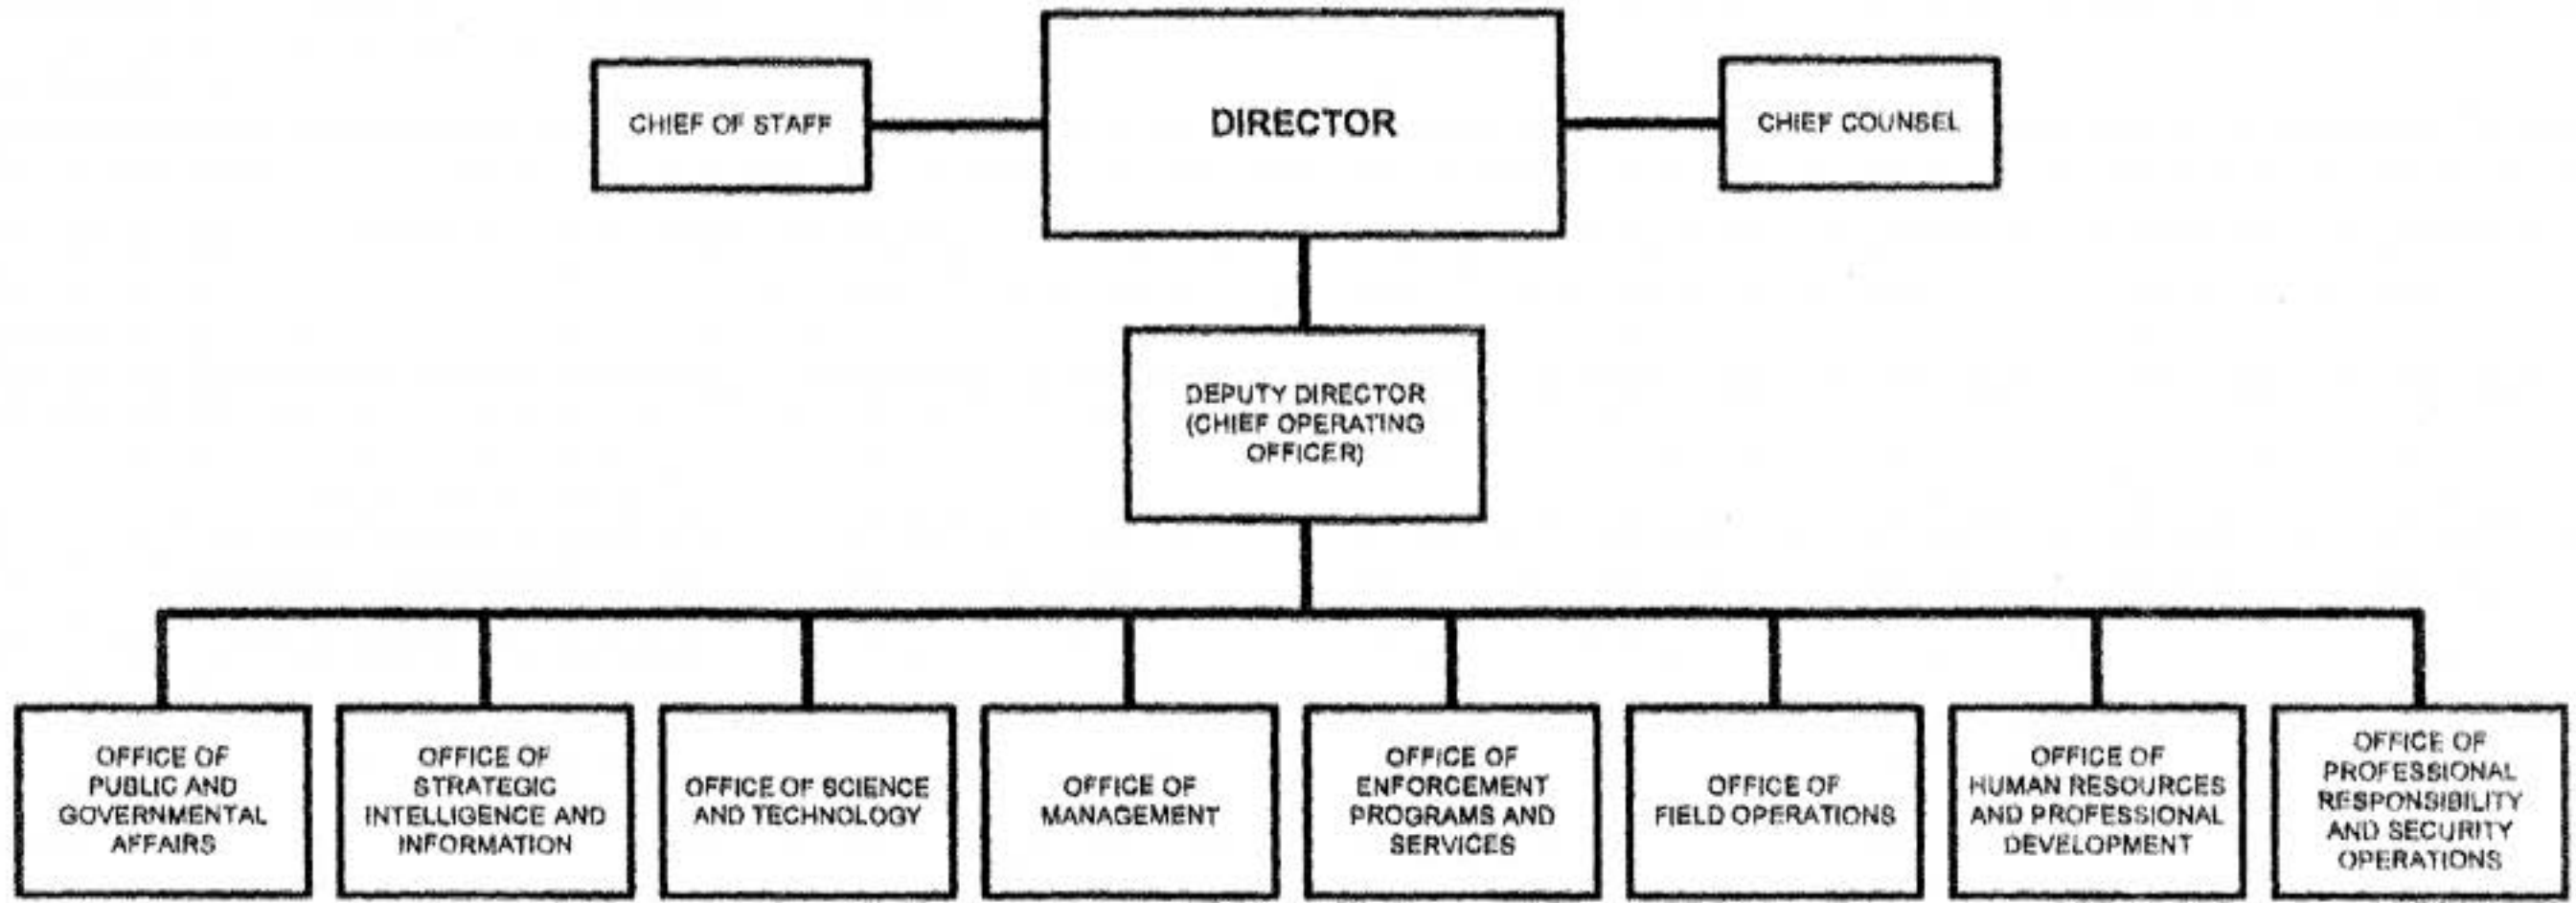 CHIEF OF STAFF
DIRECTOR
CHIEF COUNSEL
DEPUTY DIRECTOR
(CHIEF OPERATING
OFFICER)
OFFICE OF
PUBLIC AND
GOVERNMENTAL
AFFAIRS
OFFICE OF
STRATEGIC
INTELLIGENCE AND
INFORMATION
OFFICE OF SCIENCE
AND TECHNOLOGY
OFFICE OF
MANAGEMENT
OFFICE OF
ENFORCEMENT
PROGRAMS AND
SERVICES
OFFICE OF
FIELD OPERATIONS
OFFICE OF
HUMAN RESOURCES
AND PROFESSIONAL
DEVELOPMENT
OFFICE OF
PROFESSIONAL
RESPONSIBILITY
AND SECURITY
OPERATIONS